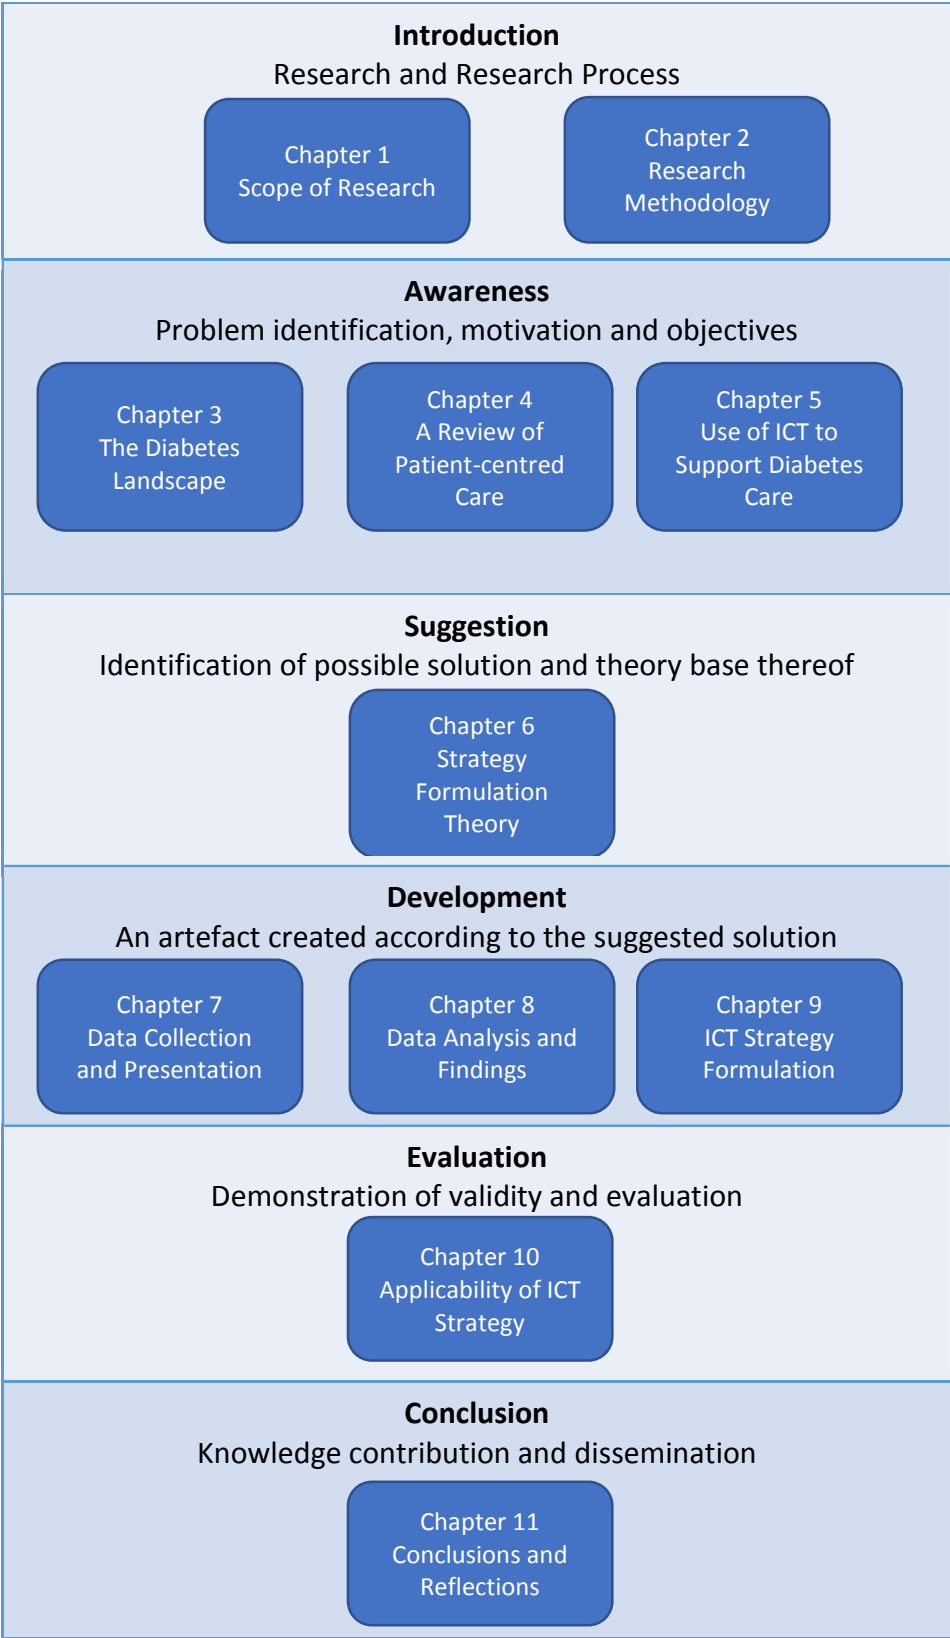 Introduction
Research and Research Process
Chapter 1
Scope of Research
Chapter 2
Research
Methodology
Awareness
Problem identification, motivation and objectives
Chapter 3
The Diabetes
Landscape
Chapter 4
A Review of
Patient-centred
Care
Chapter 5
Use of ICT to
Support Diabetes
Care
Suggestion
Identification of possible solution and theory base thereof
Chapter 6
Strategy
Formulation
Theory
Development
An artefact created according to the suggested solution
Chapter 7
Data Collection
and Presentation
Chapter 8
Data Analysis and
Findings
Chapter 9
ICT Strategy
Formulation
Evaluation
Demonstration of validity and evaluation
Chapter 10
Applicability of ICT
Strategy
Conclusion
Knowledge contribution and dissemination
Chapter 11
Conclusions and
Reflections